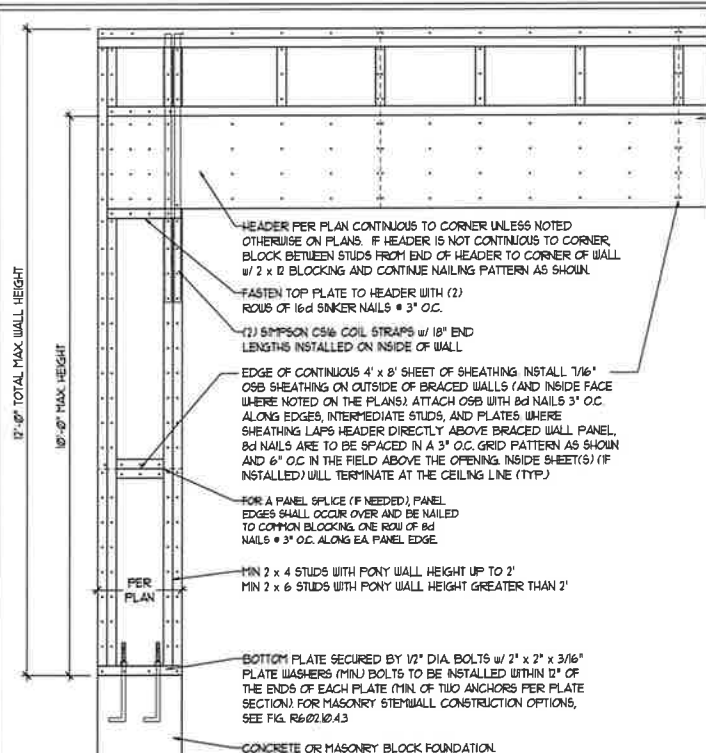 HEADER PER PLAN CONTINUOUS TO CORNER UNLESS NOTED
OTHERWISE ON PLANS. IF HEADER IS NOT CONTINUOUS TO CORNER,
BLOCK BETWEEN STUDS FROM END OF HEADER TO CORNER OF WALL
w/ 2 x 12 BLOCKING AND CONTINUE NAILING PATTERN AS SHOWN.
FASTEN TOP PLATE TO HEADER WITH (2)
ROWS OF 16d SINKER NAILS @ 3" O.C.
(2) SIMPSON CS16 COIL STRAPS w/ 18" END
LENGTHS INSTALLED ON INSIDE OF WALL
EDGE OF CONTINUOUS 4' x 8' SHEET OF SHEATHING. INSTALL 7/16"
OSB SHEATHING ON OUTSIDE OF BRACED WALLS (AND INSIDE FACE
WHERE NOTED ON THE PLANS). ATTACH OSB WITH 8d NAILS 3" O.C.
ALONG EDGES, INTERMEDIATE STUDS, AND PLATES. WHERE
SHEATHING LAPS HEADER DIRECTLY ABOVE BRACED WALL PANEL,
8d NAILS ARE TO BE SPACED IN A 3" O.C. GRID PATTERN AS SHOWN
AND 6" O.C. IN THE FIELD ABOVE THE OPENING. INSIDE SHEET(S) (IF
INSTALLED) WILL TERMINATE AT THE CEILING LINE (TYP.)
FOR A PANEL SPLICE (IF NEEDED), PANEL
EDGES SHALL OCCUR OVER AND BE NAILED
TO COMMON BLOCKING. ONE ROW OF 8d
NAILS @ 3" O.C. ALONG EA. PANEL EDGE.
MIN 2 x 4 STUDS WITH PONY WALL HEIGHT UP TO 2'
MIN 2 x 6 STUDS WITH PONY WALL HEIGHT GREATER THAN 2'
BOTTOM PLATE SECURED BY 1/2" DIA. BOLTS w/ 2" x 2" x 3/16"
PLATE WASHERS (MIN.) BOLTS TO BE INSTALLED WITHIN 12" OF
THE ENDS OF EACH PLATE (MIN. OF TWO ANCHORS PER PLATE
SECTION). FOR MASONRY STEMWALL CONSTRUCTION OPTIONS,
SEE FIG. R602.10.4.3
CONCRETE OR MASONRY BLOCK FOUNDATION.
12'-0" TOTAL MAX. WALL HEIGHT
10'-0" MAX. HEIGHT
PER
PLAN